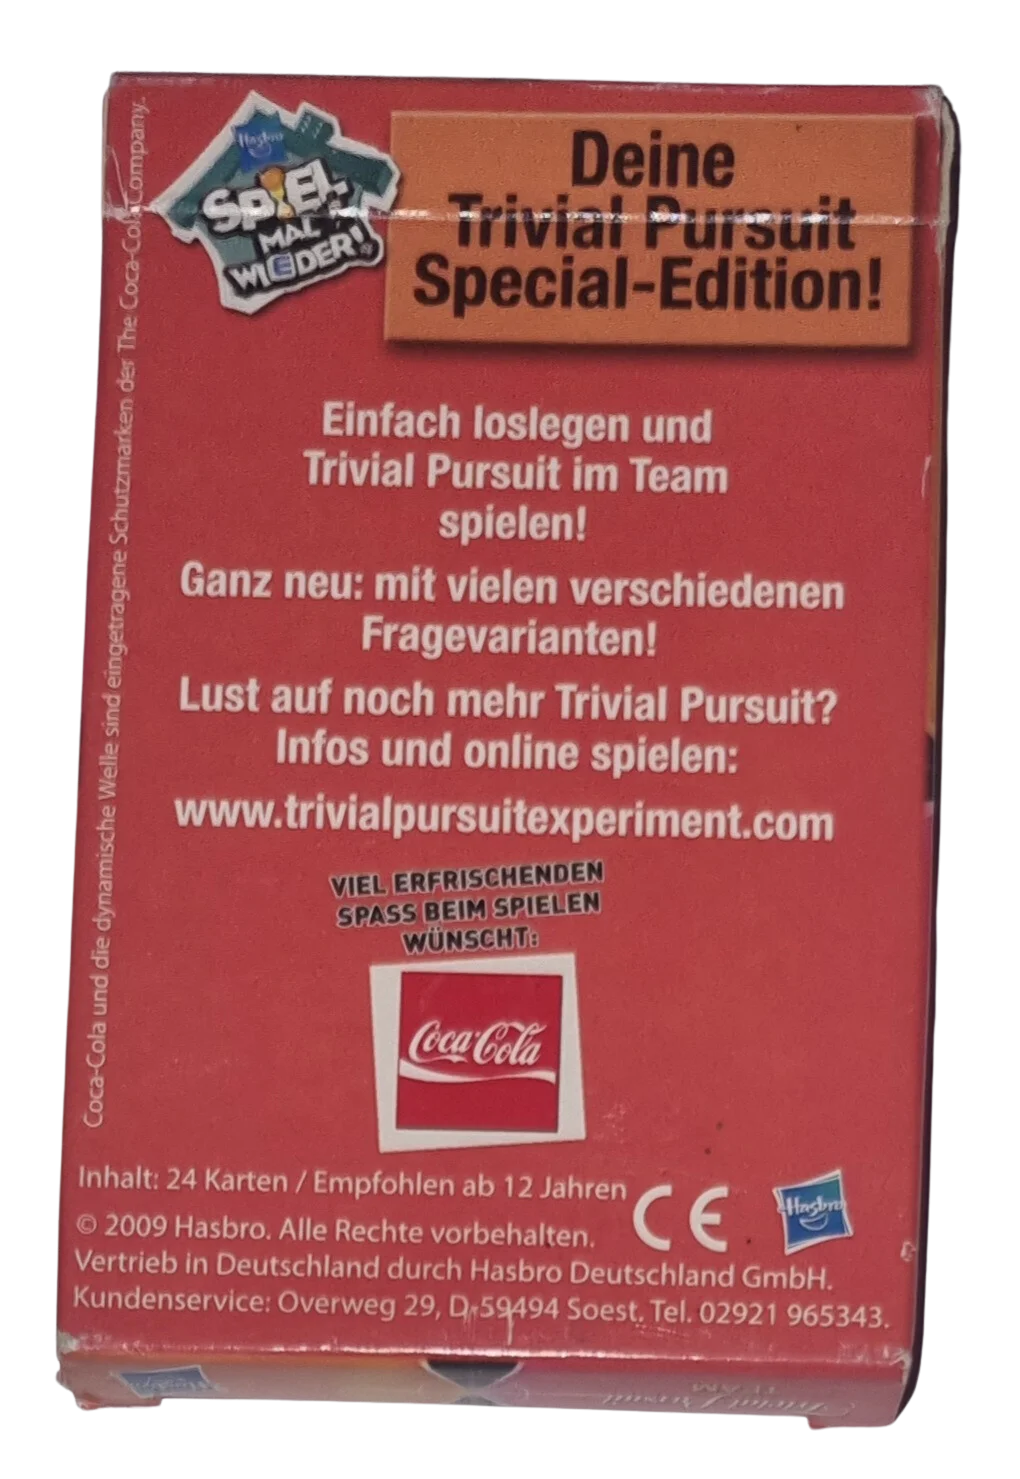 Hasbro
SPIEL
MAL
WIEDER!
Deine
Trivial Pursuit
Special-Edition!
Einfach loslegen und
Trivial Pursuit im Team
spielen!
Ganz neu: mit vielen verschiedenen
Fragevarianten!
Lust auf noch mehr Trivial Pursuit?
Infos und online spielen:
www.trivialpursuitexperiment.com
VIEL ERFRISCHENDEN
SPASS BEIM SPIELEN
WÜNSCHT:
Coca-Cola
Coca-Cola und die dynamische Welle sind eingetragene Schutzmarken der The Coca-Cola Company.
Inhalt: 24 Karten / Empfohlen ab 12 Jahren
CE
Hasbro
© 2009 Hasbro. Alle Rechte vorbehalten.
Vertrieb in Deutschland durch Hasbro Deutschland GmbH.
Kundenservice: Overweg 29, D-59494 Soest. Tel. 02921 965343.
Trivial Pursuit
TEAM